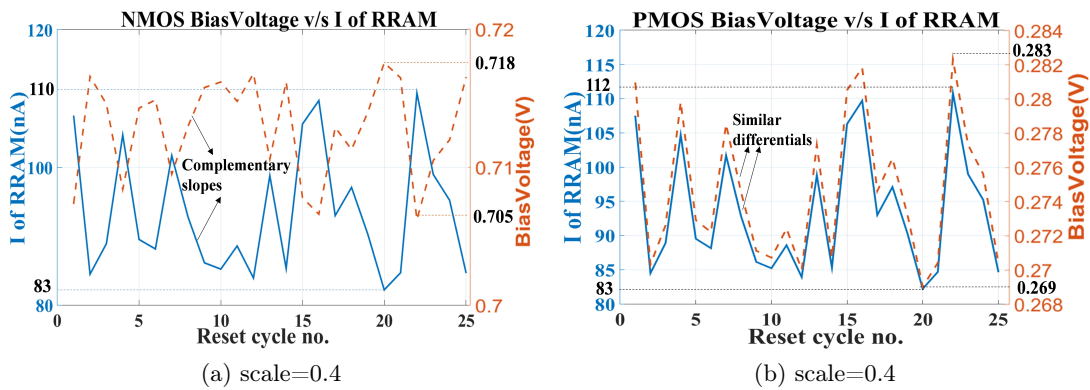 NMOS BiasVoltage v/s I of RRAM
120
110
100
83
80
I of RRAM(nA)
0.72
0.718
0.71
0.705
0.7
BiasVoltage(V)
Complementary
slopes
0 5 10 15 20 25
Reset cycle no.
(a) scale=0.4
PMOS BiasVoltage v/s I of RRAM
120
115
112
110
105
100
95
90
85
83
80
I of RRAM(nA)
0.284
0.283
0.282
0.28
0.278
0.276
0.274
0.272
0.27
0.269
0.268
BiasVoltage(V)
Similar
differentials
0 5 10 15 20 25
Reset cycle no.
(b) scale=0.4